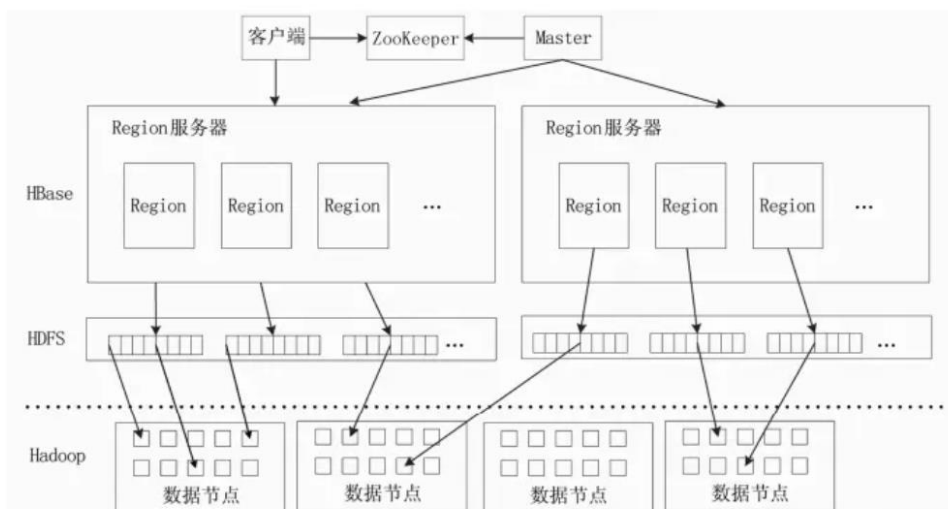 客户端 ZooKeeper Master
Region服务器 Region服务器
HBase Region Region Region ... Region Region Region ...
HDFS ... ...
Hadoop
数据节点 数据节点 数据节点 数据节点